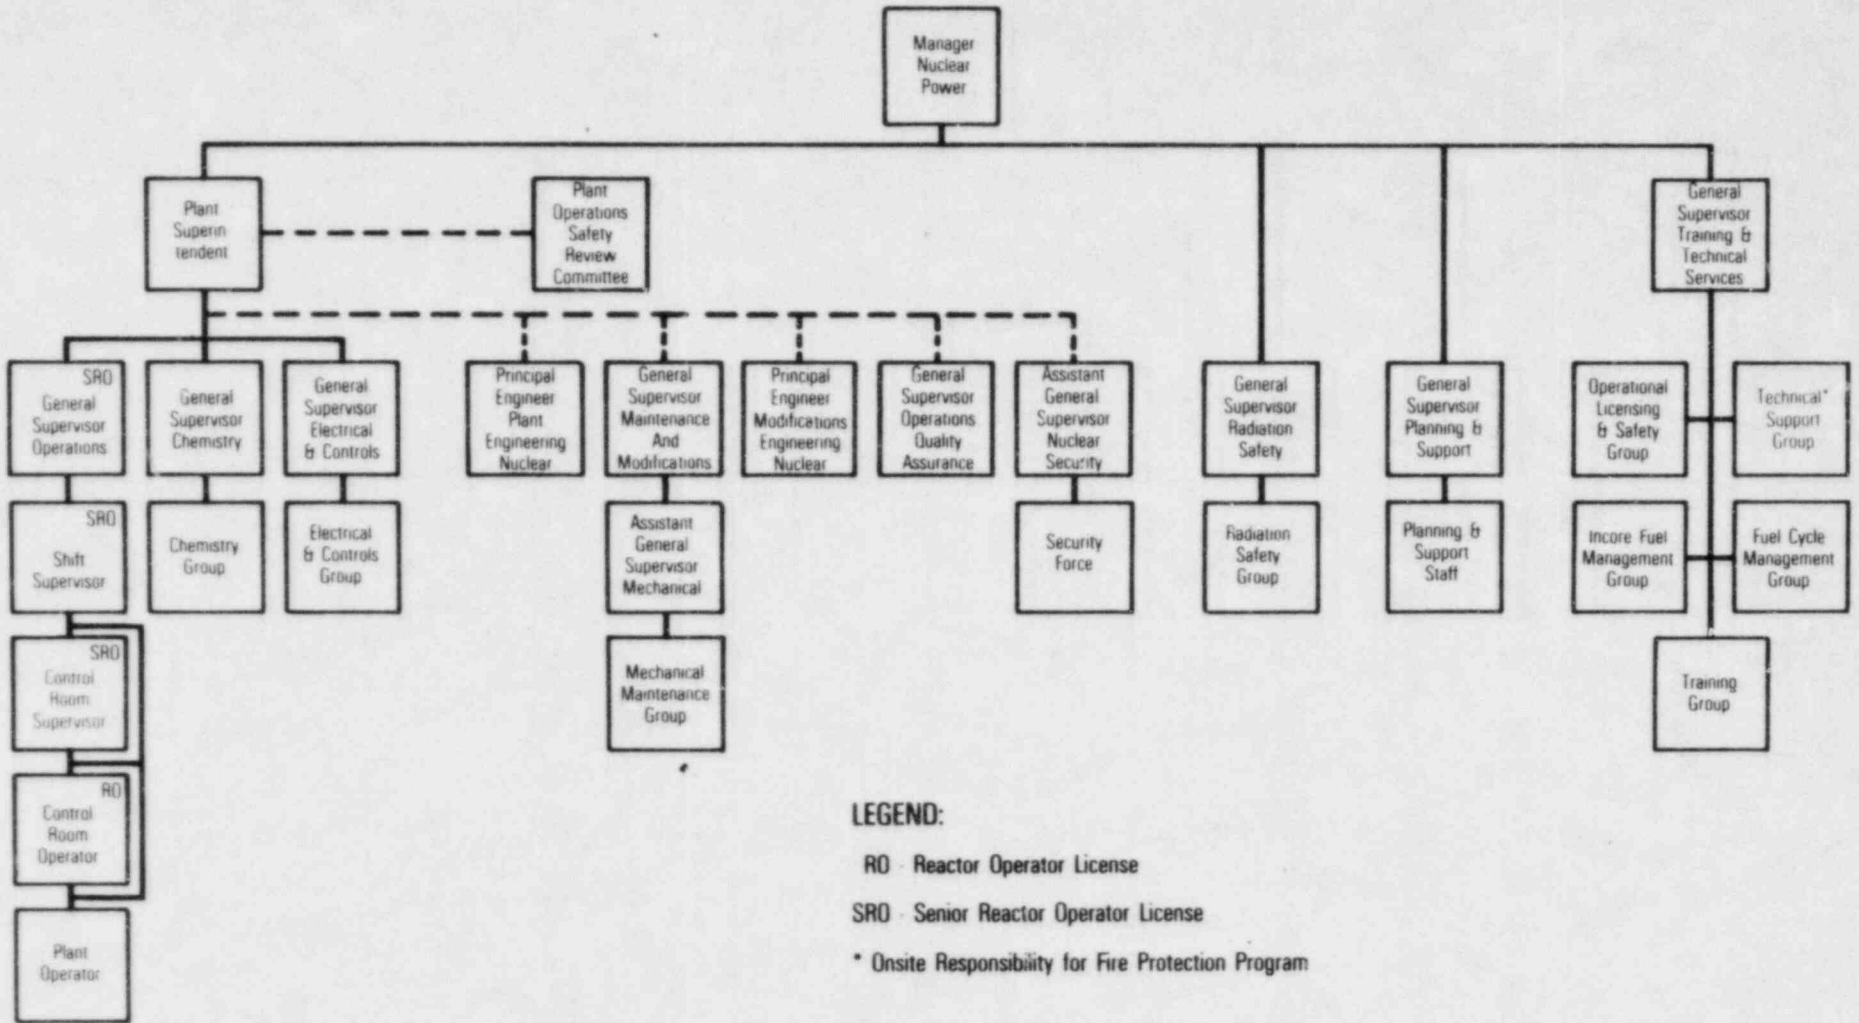 Manager
Nuclear
Power
Plant
Superin
tendent
Plant
Operations
Safety
Review
Committee
General
Supervisor
Training &
Technical
Services
SRO
General
Supervisor
Operations
General
Supervisor
Chemistry
General
Supervisor
Electrical
& Controls
Principal
Engineer
Plant
Engineering
Nuclear
General
Supervisor
Maintenance
And
Modifications
Principal
Engineer
Modifications
Engineering
Nuclear
General
Supervisor
Operations
Quality
Assurance
Assistant
General
Supervisor
Nuclear
Security
General
Supervisor
Radiation
Safety
General
Supervisor
Planning &
Support
Operational
Licensing
& Safety
Group
Technical*
Support
Group
SRO
Shift
Supervisor
Chemistry
Group
Electrical
& Controls
Group
Assistant
General
Supervisor
Mechanical
Security
Force
Radiation
Safety
Group
Planning &
Support
Staff
Incore Fuel
Management
Group
Fuel Cycle
Management
Group
SRO
Control
Room
Supervisor
Mechanical
Maintenance
Group
Training
Group
RO
Control
Room
Operator
Plant
Operator
LEGEND:
RO - Reactor Operator License
SRO - Senior Reactor Operator License
* Onsite Responsibility for Fire Protection Program